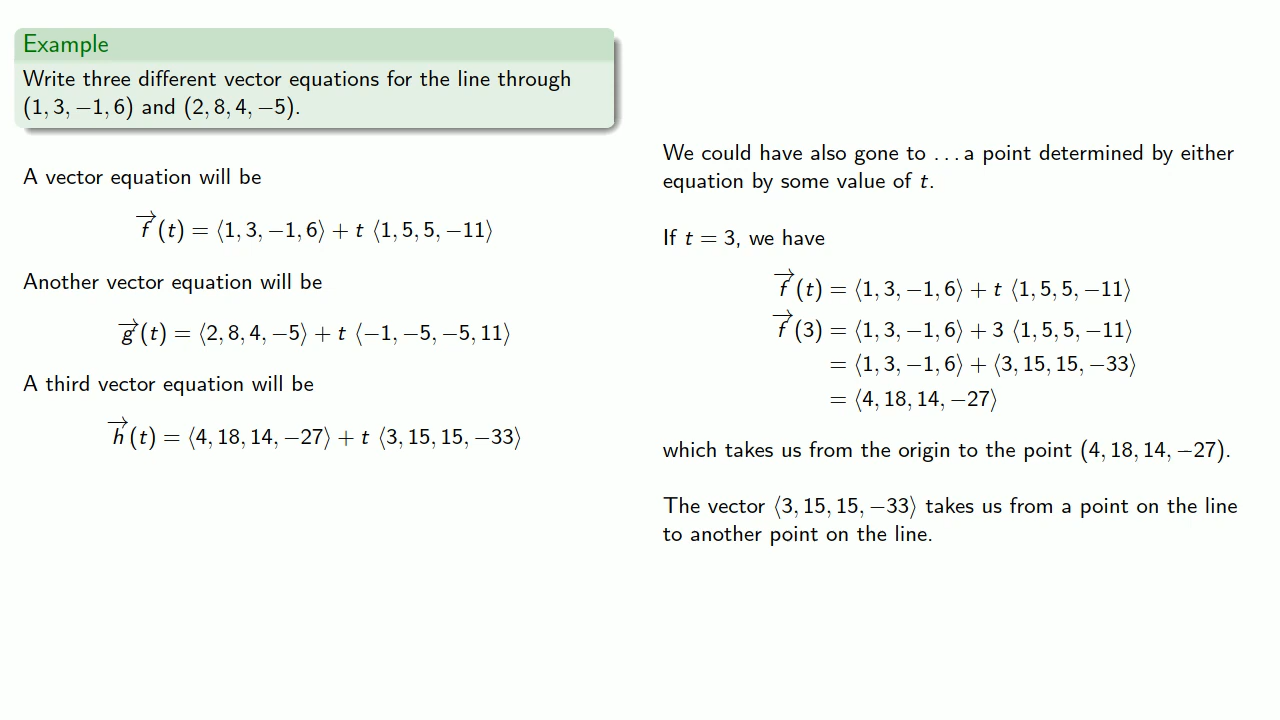 Example
Write three different vector equations for the line through
(1, 3, −1, 6) and (2, 8, 4, −5).
A vector equation will be
f⃗(t) = ⟨1, 3, −1, 6⟩ + t ⟨1, 5, 5, −11⟩
Another vector equation will be
g⃗(t) = ⟨2, 8, 4, −5⟩ + t ⟨−1, −5, −5, 11⟩
A third vector equation will be
h⃗(t) = ⟨4, 18, 14, −27⟩ + t ⟨3, 15, 15, −33⟩
We could have also gone to . . . a point determined by either
equation by some value of t.
If t = 3, we have
f⃗(t) = ⟨1, 3, −1, 6⟩ + t ⟨1, 5, 5, −11⟩
f⃗(3) = ⟨1, 3, −1, 6⟩ + 3 ⟨1, 5, 5, −11⟩
= ⟨1, 3, −1, 6⟩ + ⟨3, 15, 15, −33⟩
= ⟨4, 18, 14, −27⟩
which takes us from the origin to the point (4, 18, 14, −27).
The vector ⟨3, 15, 15, −33⟩ takes us from a point on the line
to another point on the line.